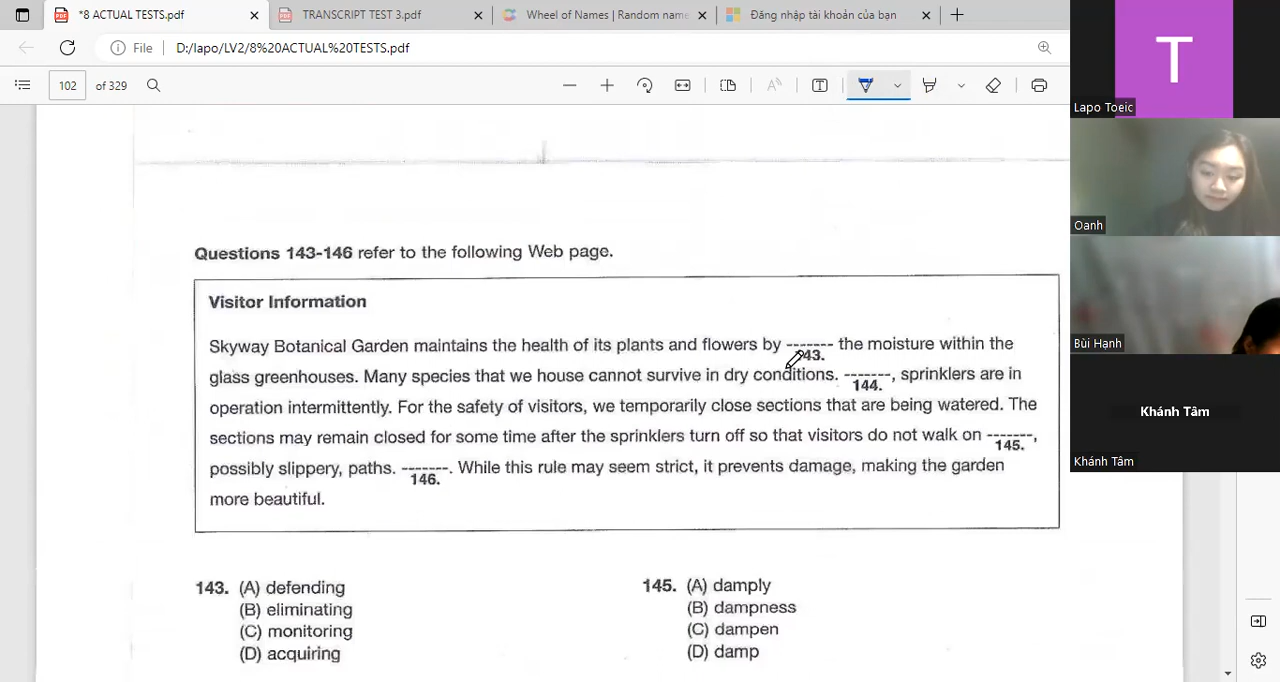 *8 ACTUAL TESTS.pdf
TRANSCRIPT TEST 3.pdf
Wheel of Names | Random name
Đăng nhập tài khoản của bạn
File
D:/lapo/LV2/8%20ACTUAL%20TESTS.pdf
102
of 329
T
Lapo Toeic
Oanh
Bùi Hạnh
Khánh Tâm
Khánh Tâm
Questions 143-146 refer to the following Web page.
Visitor Information
Skyway Botanical Garden maintains the health of its plants and flowers by ------- the moisture within the
143.
glass greenhouses. Many species that we house cannot survive in dry conditions. -------, sprinklers are in
144.
operation intermittently. For the safety of visitors, we temporarily close sections that are being watered. The
sections may remain closed for some time after the sprinklers turn off so that visitors do not walk on -------,
145.
possibly slippery, paths. -------. While this rule may seem strict, it prevents damage, making the garden
146.
more beautiful.
143. (A) defending
(B) eliminating
(C) monitoring
(D) acquiring
145. (A) damply
(B) dampness
(C) dampen
(D) damp